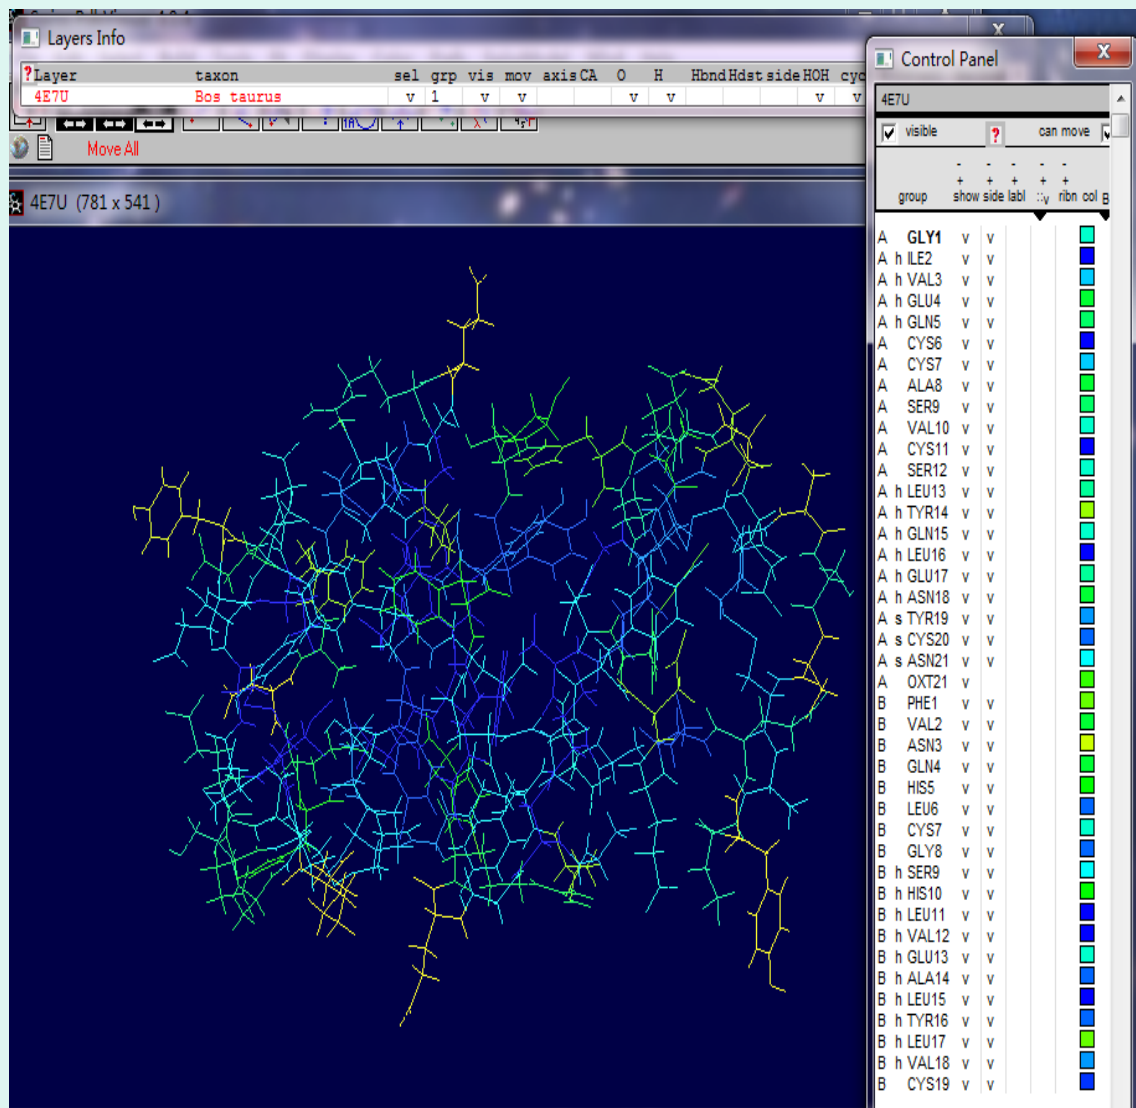 Layers Info
X
? Layer taxon sel grp vis mov axis CA O H Hbnd Hdst side HOH cyc
4E7U Bos taurus v 1 v v v v v v
Move All
4E7U (781 x 541 )
Control Panel
X
4E7U
visible ? can move
- - - - -
+ + + + +
group show side labl ::v ribn col B
A GLY1 v v
A h ILE2 v v
A h VAL3 v v
A h GLU4 v v
A h GLN5 v v
A CYS6 v v
A CYS7 v v
A ALA8 v v
A SER9 v v
A VAL10 v v
A CYS11 v v
A SER12 v v
A h LEU13 v v
A h TYR14 v v
A h GLN15 v v
A h LEU16 v v
A h GLU17 v v
A h ASN18 v v
A s TYR19 v v
A s CYS20 v v
A s ASN21 v v
A OXT21 v
B PHE1 v v
B VAL2 v v
B ASN3 v v
B GLN4 v v
B HIS5 v v
B LEU6 v v
B CYS7 v v
B GLY8 v v
B h SER9 v v
B h HIS10 v v
B h LEU11 v v
B h VAL12 v v
B h GLU13 v v
B h ALA14 v v
B h LEU15 v v
B h TYR16 v v
B h LEU17 v v
B h VAL18 v v
B CYS19 v v